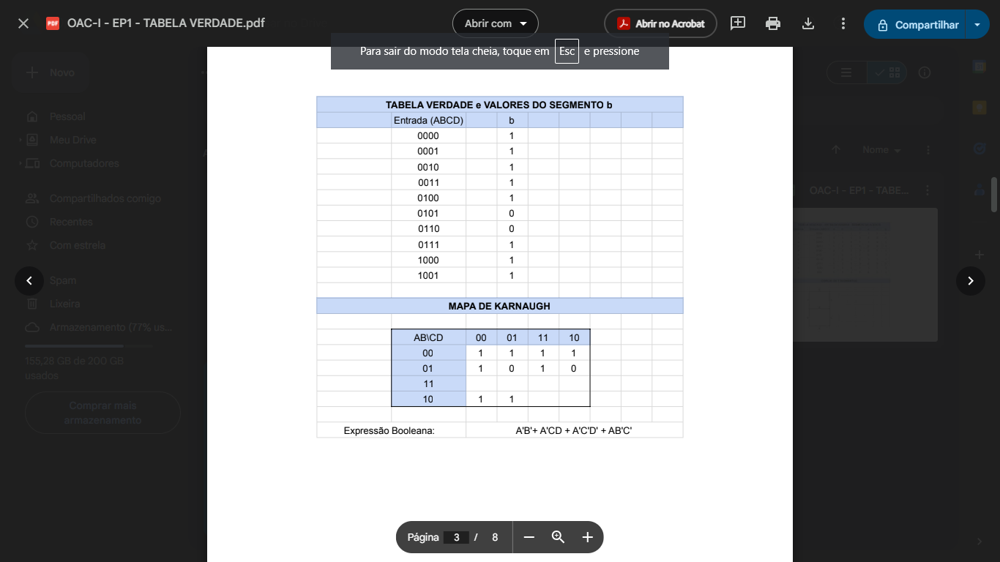 OAC-I - EP1 - TABELA VERDADE.pdf
Abrir com
Abrir no Acrobat
Compartilhar
Para sair do modo tela cheia, toque em Esc e pressione
Novo
Pessoal
Meu Drive
Computadores
Compartilhados comigo
Recentes
Com estrela
Spam
Lixeira
Armazenamento (77% us...
155,28 GB de 200 GB
usados
Comprar mais
armazenamento
Nome
OAC-I - EP1 - TABE...
TABELA VERDADE e VALORES DO SEGMENTO b
Entrada (ABCD) b
0000 1
0001 1
0010 1
0011 1
0100 1
0101 0
0110 0
0111 1
1000 1
1001 1
MAPA DE KARNAUGH
AB\CD 00 01 11 10
00 1 1 1 1
01 1 0 1 0
11
10 1 1
Expressão Booleana: A'B'+ A'CD + A'C'D' + AB'C'
Página 3 / 8